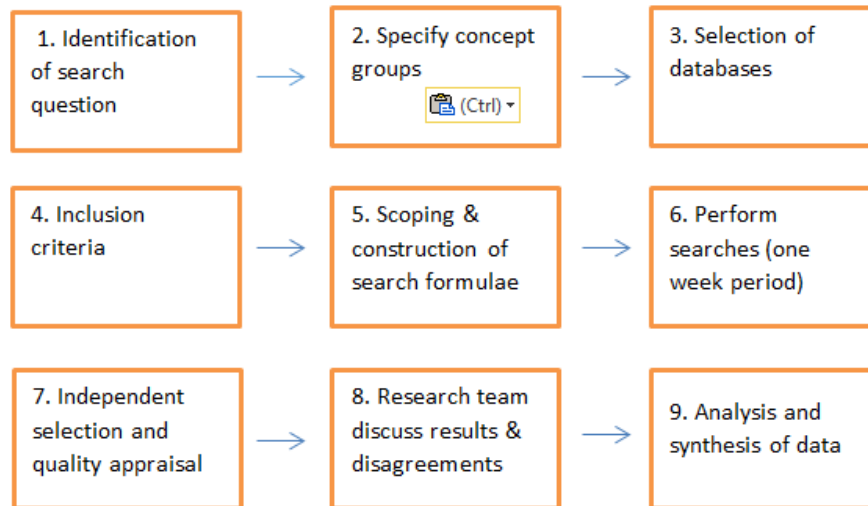 1. Identification
of search
question
2. Specify concept
groups
(Ctrl)
3. Selection of
databases
4. Inclusion
criteria
5. Scoping &
construction of
search formulae
6. Perform
searches (one
week period)
7. Independent
selection and
quality appraisal
8. Research team
discuss results &
disagreements
9. Analysis and
synthesis of data